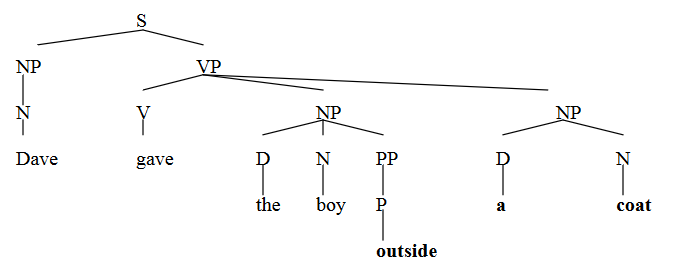 S
NP VP
N V NP NP
Dave gave D N PP D N
the boy P a coat
outside